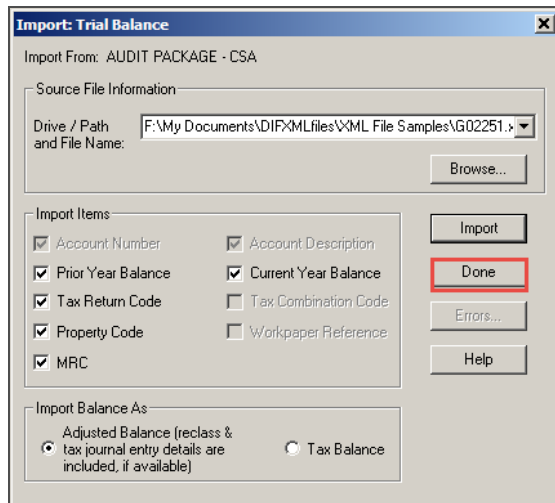 Import: Trial Balance
Import From: AUDIT PACKAGE - CSA
Source File Information
Drive / Path
and File Name:
F:\My Documents\DIFXMLfiles\XML File Samples\G02251.x
Browse...
Import Items
Account Number
Account Description
Prior Year Balance
Current Year Balance
Tax Return Code
Tax Combination Code
Property Code
Workpaper Reference
MRC
Import
Done
Errors...
Help
Import Balance As
Adjusted Balance (reclass &
tax journal entry details are
included, if available)
Tax Balance